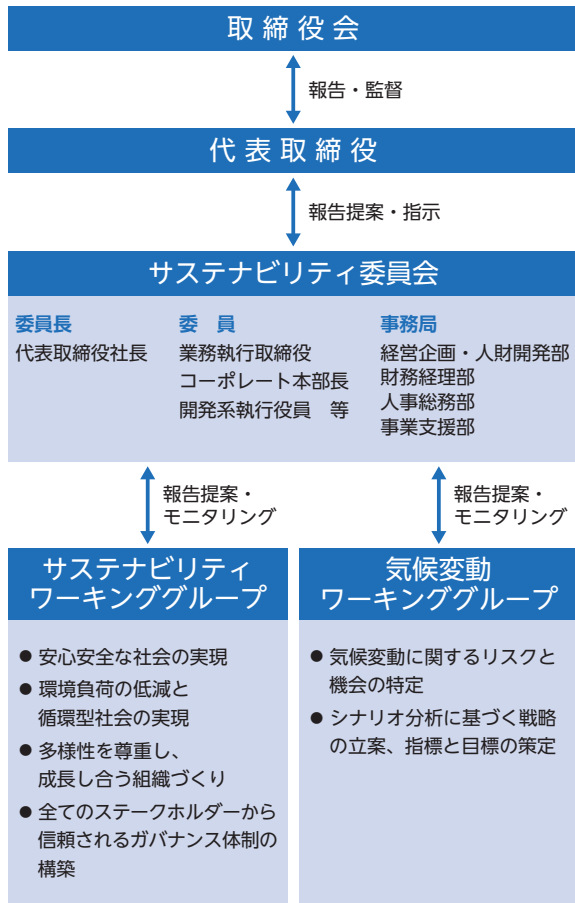 取締役会
報告・監督
代表取締役
報告提案・指示
サステナビリティ委員会
委員長
代表取締役社長
委　員
業務執行取締役
コーポレート本部長
開発系執行役員　等
事務局
経営企画・人財開発部
財務経理部
人事総務部
事業支援部
報告提案・
モニタリング
報告提案・
モニタリング
サステナビリティ
ワーキンググループ
● 安心安全な社会の実現
● 環境負荷の低減と
循環型社会の実現
● 多様性を尊重し、
成長し合う組織づくり
● 全てのステークホルダーから
信頼されるガバナンス体制の
構築
気候変動
ワーキンググループ
● 気候変動に関するリスクと
機会の特定
● シナリオ分析に基づく戦略
の立案、指標と目標の策定